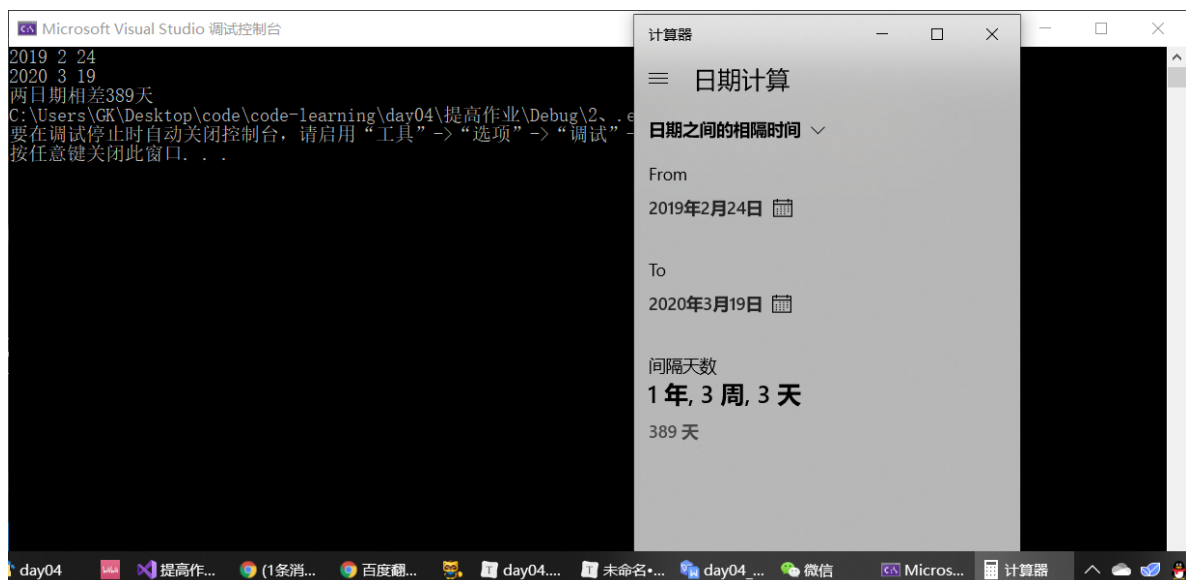 Microsoft Visual Studio 调试控制台
2019 2 24
2020 3 19
两日期相差389天
C:\Users\GK\Desktop\code\code-learning\day04\提高作业\Debug\2、.e
要在调试停止时自动关闭控制台，请启用“工具”->“选项”->“调试”-
按任意键关闭此窗口. . .
计算器
日期计算
日期之间的相隔时间
From
2019年2月24日
To
2020年3月19日
间隔天数
1 年, 3 周, 3 天
389 天
day04
提高作...
(1条消...
百度翻...
day04....
未命名•...
day04_...
微信
Micros...
计算器